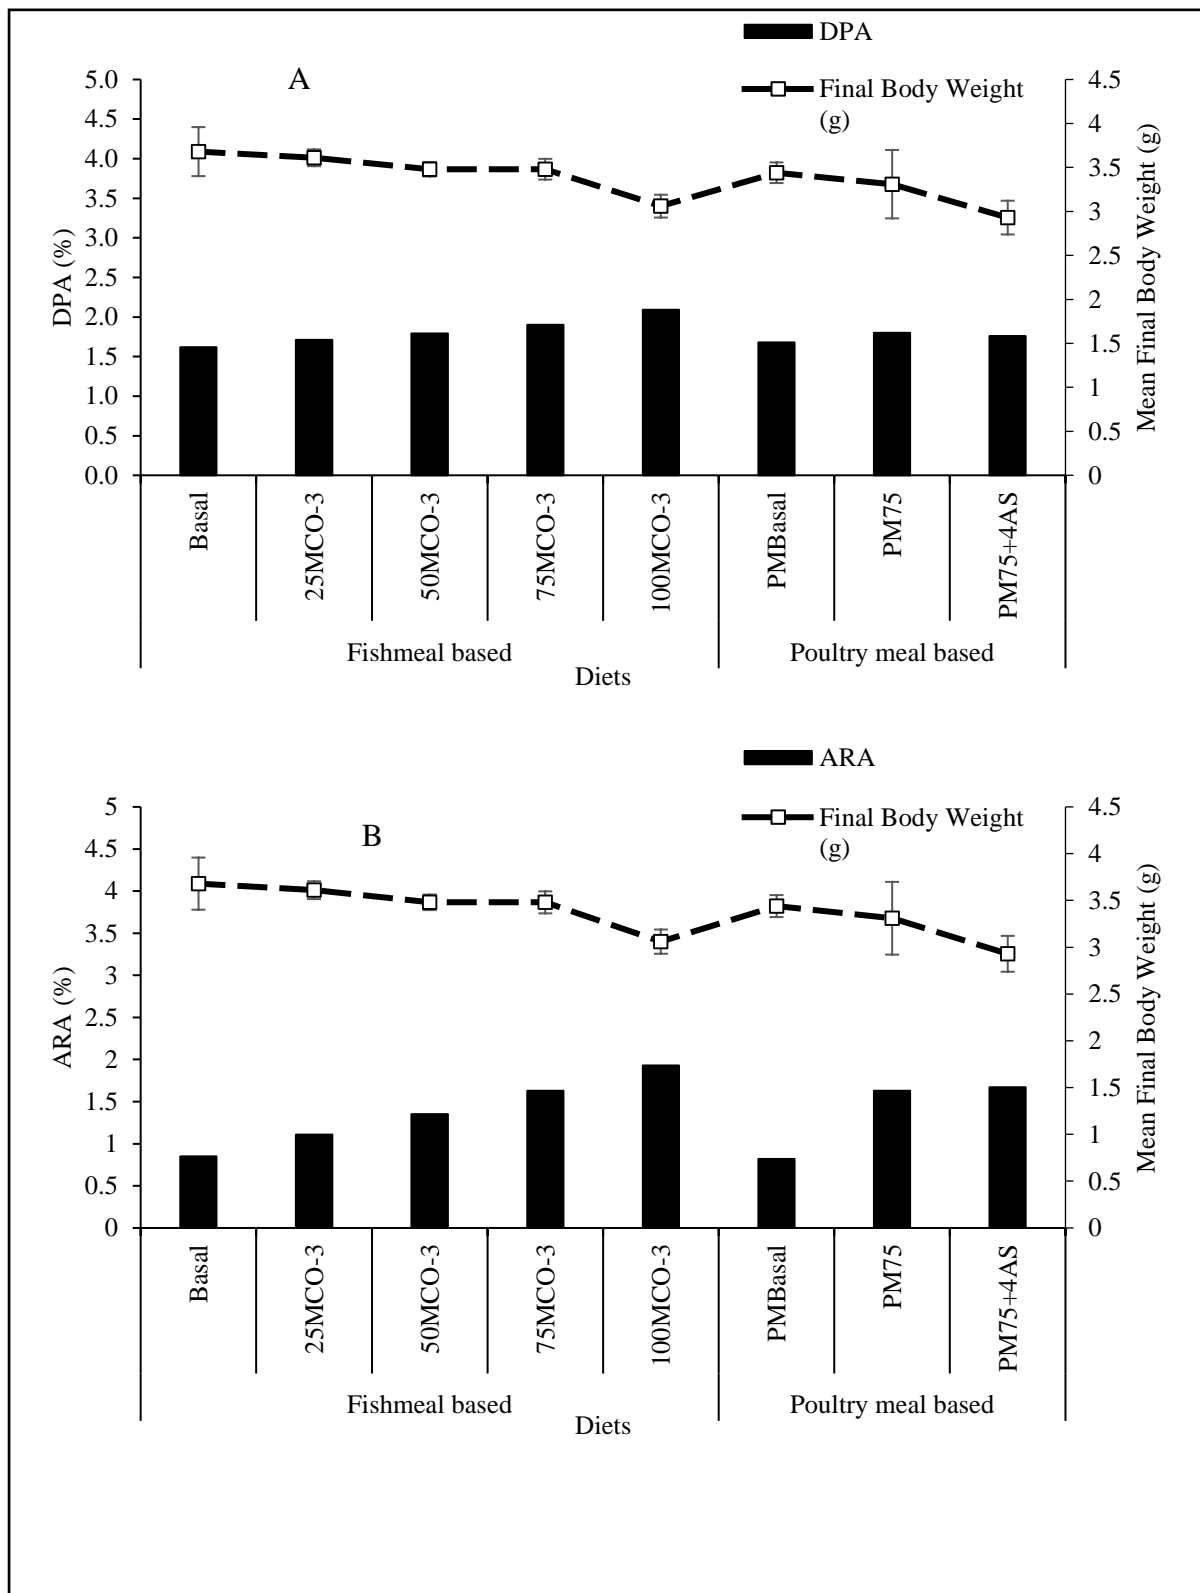 DPA
A
Final Body Weight
(g)
5.0
4.5
4.0
3.5
3.0
2.5
2.0
1.5
1.0
0.5
0.0
DPA (%)
4.5
4
3.5
3
2.5
2
1.5
1
0.5
0
Mean Final Body Weight (g)
Basal
25MCO-3
50MCO-3
75MCO-3
100MCO-3
PMBasal
PM75
PM75+4AS
Fishmeal based
Poultry meal based
Diets
ARA
B
Final Body Weight
(g)
5
4.5
4
3.5
3
2.5
2
1.5
1
0.5
0
ARA (%)
4.5
4
3.5
3
2.5
2
1.5
1
0.5
0
Mean Final Body Weight (g)
Basal
25MCO-3
50MCO-3
75MCO-3
100MCO-3
PMBasal
PM75
PM75+4AS
Fishmeal based
Poultry meal based
Diets